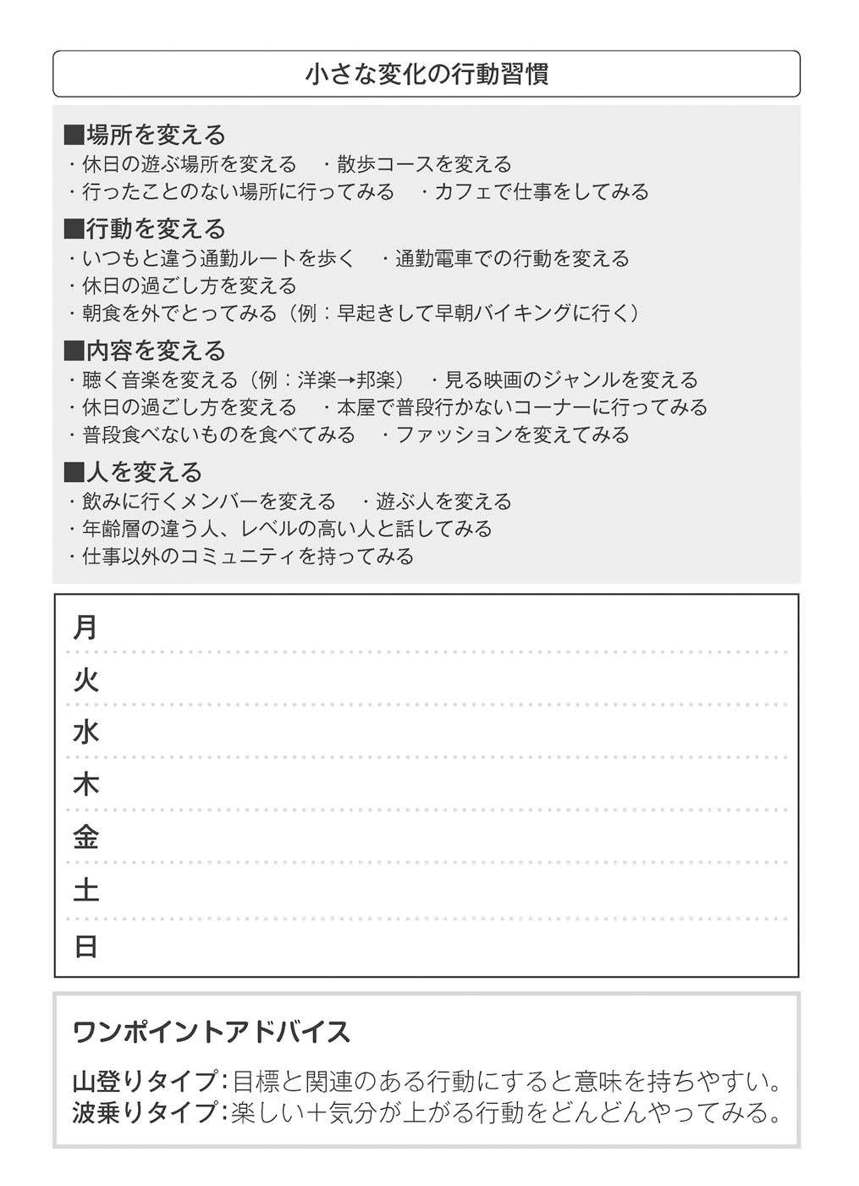 小さな変化の行動習慣
■場所を変える
・休日の遊ぶ場所を変える　・散歩コースを変える
・行ったことのない場所に行ってみる　・カフェで仕事をしてみる
■行動を変える
・いつもと違う通勤ルートを歩く　・通勤電車での行動を変える
・休日の過ごし方を変える
・朝食を外でとってみる（例：早起きして早朝バイキングに行く）
■内容を変える
・聴く音楽を変える（例：洋楽→邦楽）　・見る映画のジャンルを変える
・休日の過ごし方を変える　・本屋で普段行かないコーナーに行ってみる
・普段食べないものを食べてみる　・ファッションを変えてみる
■人を変える
・飲みに行くメンバーを変える　・遊ぶ人を変える
・年齢層の違う人、レベルの高い人と話してみる
・仕事以外のコミュニティを持ってみる
月
火
水
木
金
土
日
ワンポイントアドバイス
山登りタイプ：目標と関連のある行動にすると意味を持ちやすい。
波乗りタイプ：楽しい＋気分が上がる行動をどんどんやってみる。